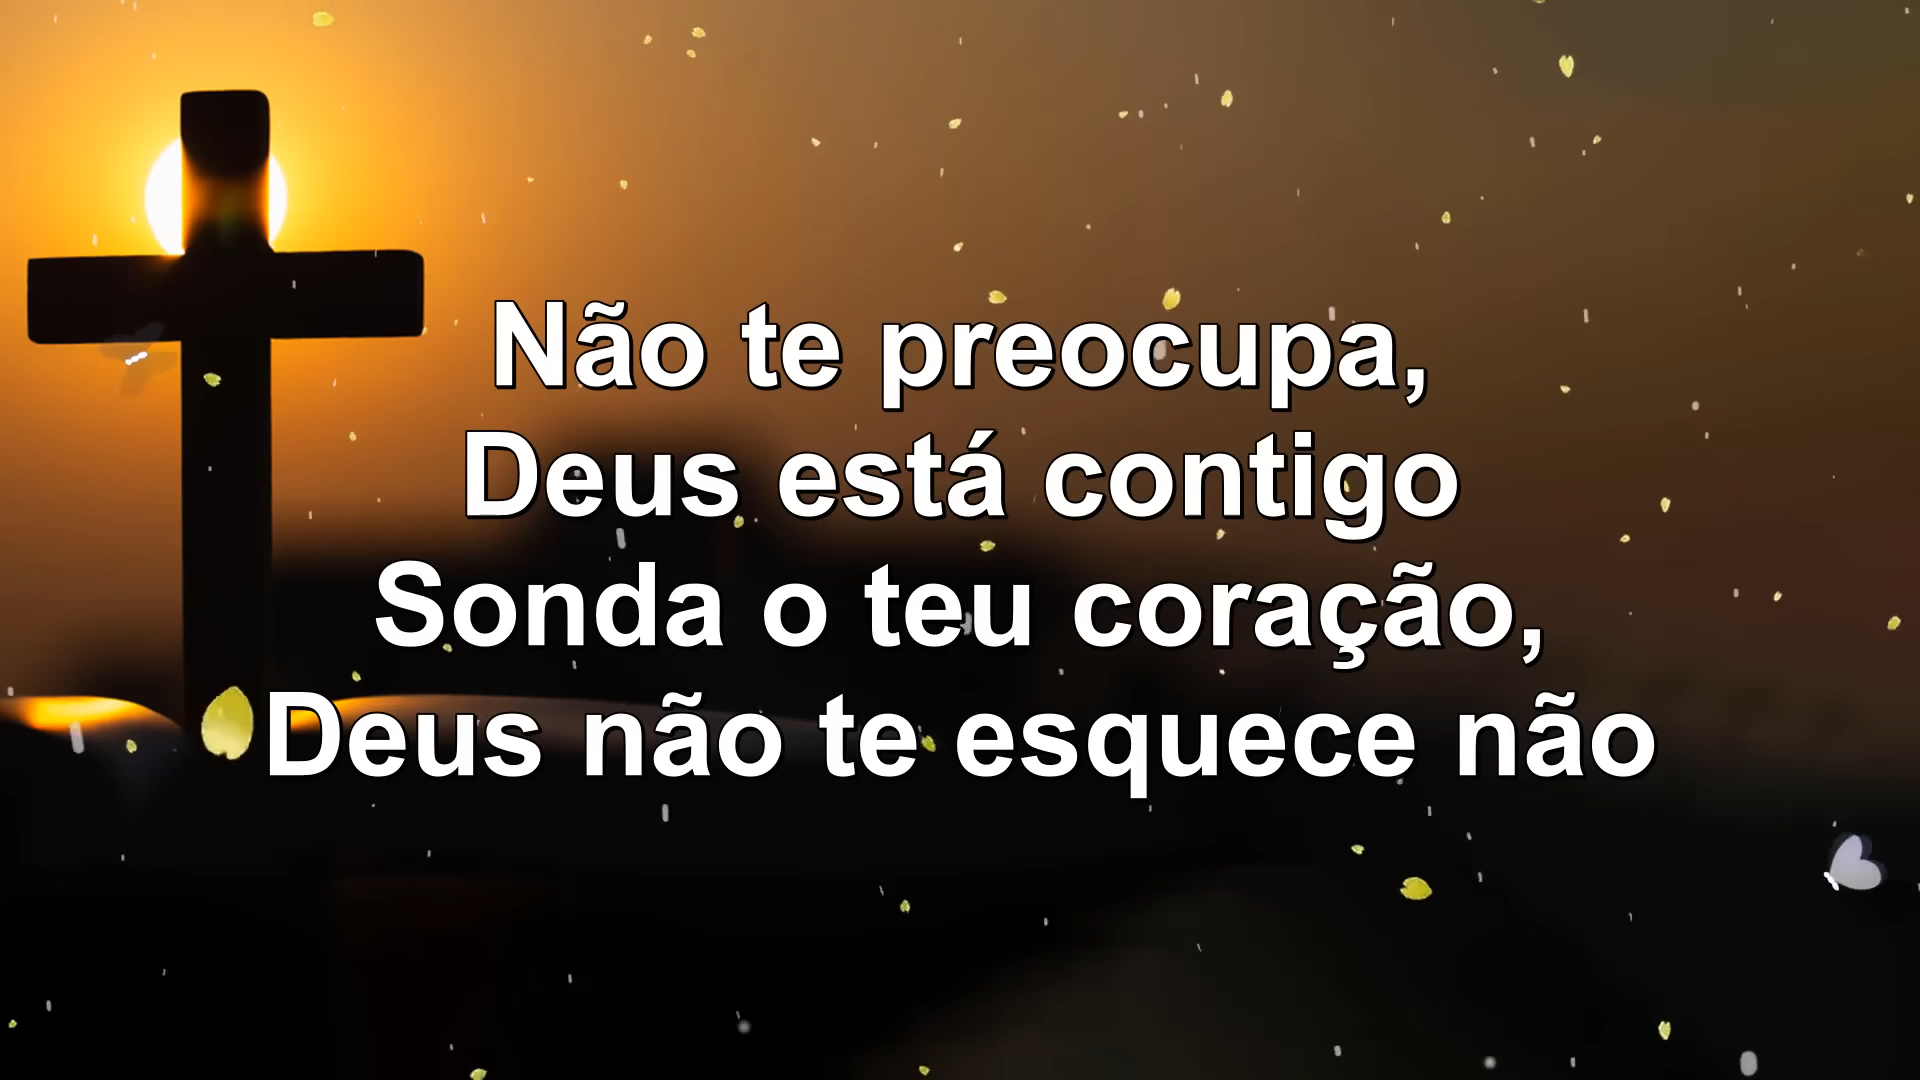 Não te preocupa,
Deus está contigo
Sonda o teu coração,
Deus não te esquece não